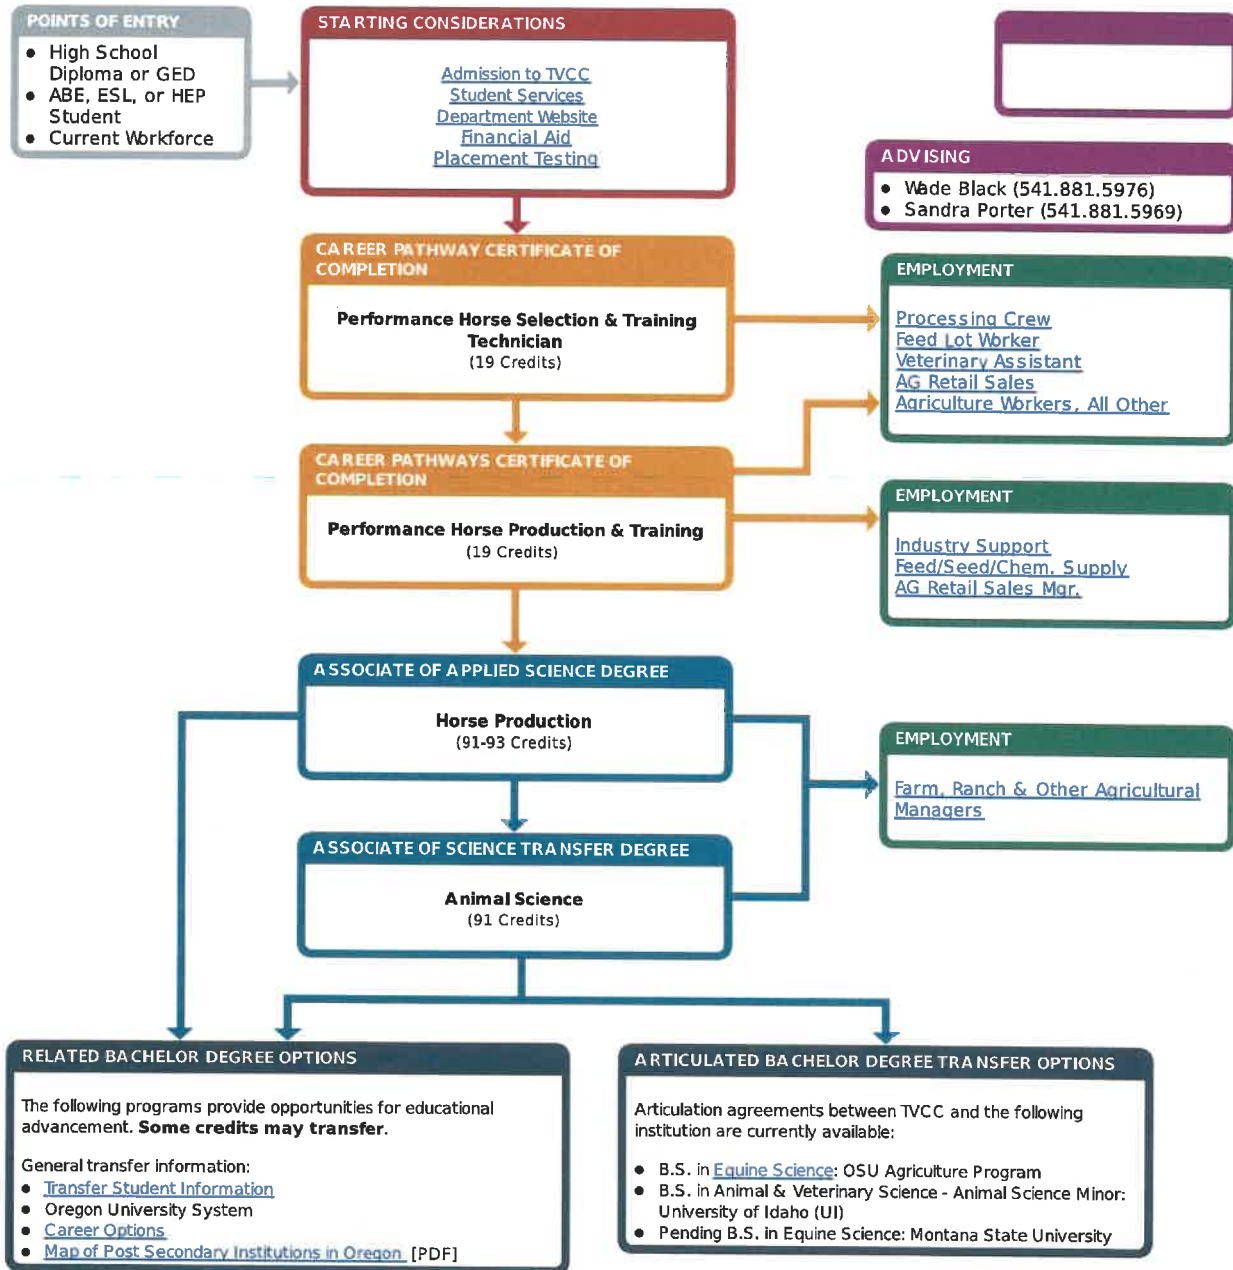 POINTS OF ENTRY
● High School
Diploma or GED
● ABE, ESL, or HEP
Student
● Current Workforce
STARTING CONSIDERATIONS
Admission to TVCC
Student Services
Department Website
Financial Aid
Placement Testing
ADVISING
● Wade Black (541.881.5976)
● Sandra Porter (541.881.5969)
CAREER PATHWAY CERTIFICATE OF
COMPLETION
Performance Horse Selection & Training
Technician
(19 Credits)
EMPLOYMENT
Processing Crew
Feed Lot Worker
Veterinary Assistant
AG Retail Sales
Agriculture Workers, All Other
CAREER PATHWAYS CERTIFICATE OF
COMPLETION
Performance Horse Production & Training
(19 Credits)
EMPLOYMENT
Industry Support
Feed/Seed/Chem. Supply
AG Retail Sales Mgr.
ASSOCIATE OF APPLIED SCIENCE DEGREE
Horse Production
(91-93 Credits)
EMPLOYMENT
Farm, Ranch & Other Agricultural
Managers
ASSOCIATE OF SCIENCE TRANSFER DEGREE
Animal Science
(91 Credits)
RELATED BACHELOR DEGREE OPTIONS
The following programs provide opportunities for educational
advancement. Some credits may transfer.
General transfer information:
● Transfer Student Information
● Oregon University System
● Career Options
● Map of Post Secondary Institutions in Oregon [PDF]
ARTICULATED BACHELOR DEGREE TRANSFER OPTIONS
Articulation agreements between TVCC and the following
institution are currently available:
● B.S. in Equine Science: OSU Agriculture Program
● B.S. in Animal & Veterinary Science - Animal Science Minor:
University of Idaho (UI)
● Pending B.S. in Equine Science: Montana State University